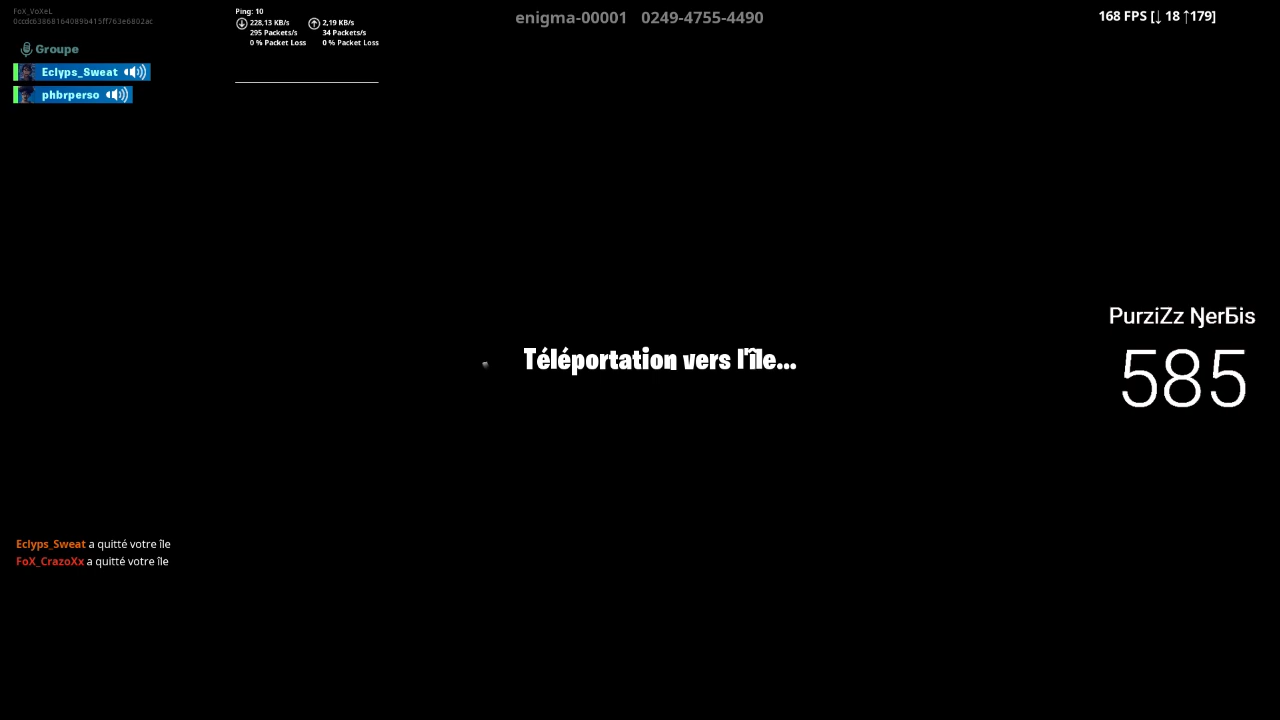 FoX_VoXeL
0ccdc63868164089b415ff763e6802ac
Groupe
Eclyps_Sweat
phbrperso
Ping: 10
228,13 KB/s 2,19 KB/s
295 Packets/s 34 Packets/s
0 % Packet Loss 0 % Packet Loss
enigma-00001 0249-4755-4490
168 FPS [↓ 18 ↑179]
PurziZz ŊerБis
585
Téléportation vers l'île...
Eclyps_Sweat a quitté votre île
FoX_CrazoXx a quitté votre île